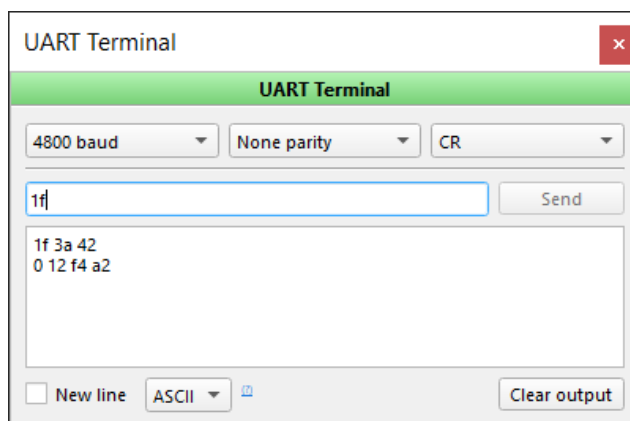 UART Terminal
UART Terminal
4800 baud None parity CR
1f Send
1f 3a 42
0 12 f4 a2
New line ASCII (?) Clear output